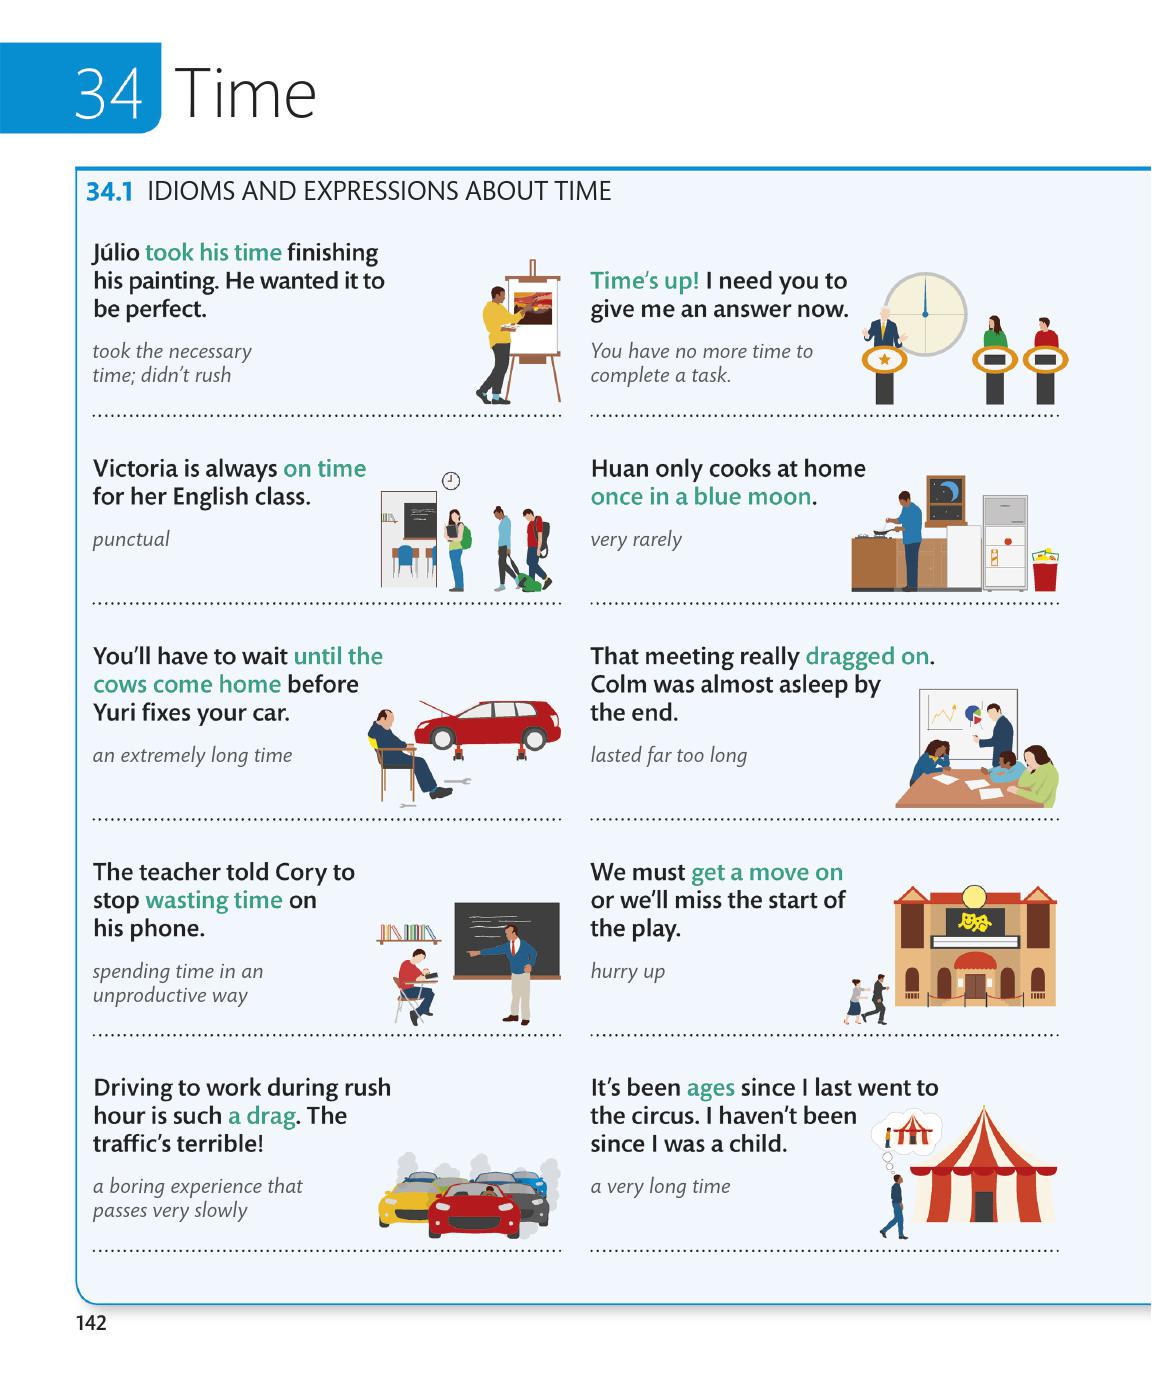 34 Time
34.1 IDIOMS AND EXPRESSIONS ABOUT TIME
Júlio took his time finishing
his painting. He wanted it to
be perfect.
took the necessary
time; didn’t rush
Time’s up! I need you to
give me an answer now.
You have no more time to
complete a task.
Victoria is always on time
for her English class.
punctual
Huan only cooks at home
once in a blue moon.
very rarely
You’ll have to wait until the
cows come home before
Yuri fixes your car.
an extremely long time
That meeting really dragged on.
Colm was almost asleep by
the end.
lasted far too long
The teacher told Cory to
stop wasting time on
his phone.
spending time in an
unproductive way
We must get a move on
or we’ll miss the start of
the play.
hurry up
Driving to work during rush
hour is such a drag. The
traffic’s terrible!
a boring experience that
passes very slowly
It’s been ages since I last went to
the circus. I haven’t been
since I was a child.
a very long time
142